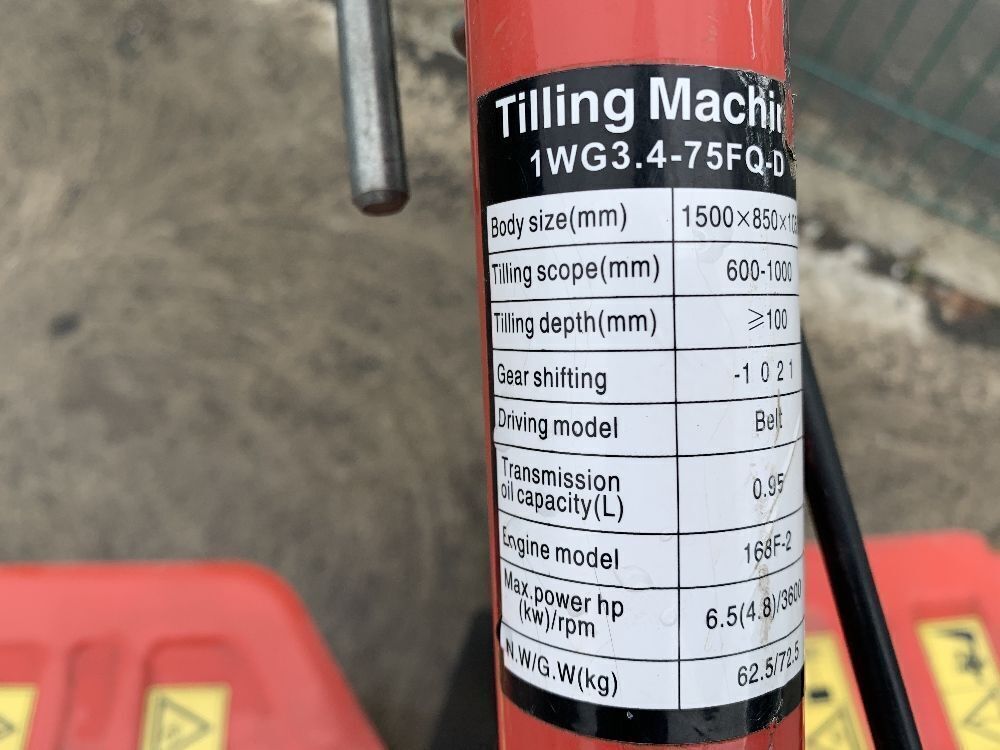 Tilling Machin
1WG3.4-75FQ-D
Body size(mm) 1500×850×
Tilling scope(mm) 600-1000
Tilling depth(mm) ≥100
Gear shifting -1 0 2 1
Driving model Belt
Transmission
oil capacity(L) 0.95
Engine model 168F-2
Max.power hp
(kw)/rpm 6.5(4.8)/3600
N.W/G.W(kg) 62.5/72.5